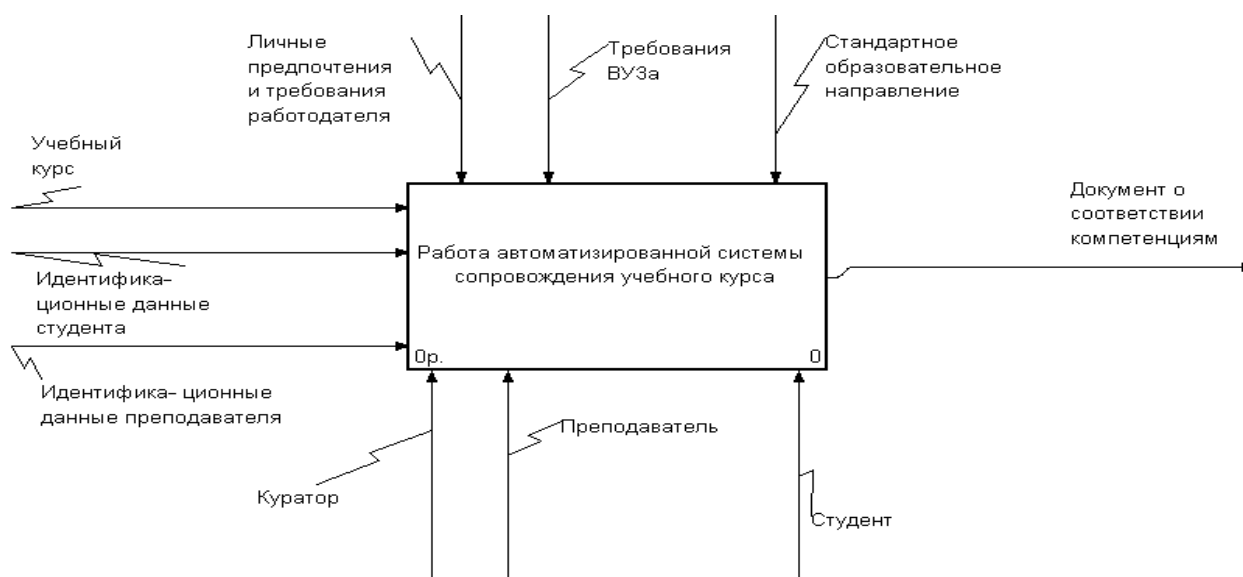 Личные
предпочтения
и требования
работодателя
Требования
ВУЗа
Стандартное
образовательное
направление
Учебный
курс
Документ о
соответствии
компетенциям
Работа автоматизированной системы
сопровождения учебного курса
Идентифика-
ционные данные
студента
0р.
0
Идентифика- ционные
данные преподавателя
Преподаватель
Куратор
Студент